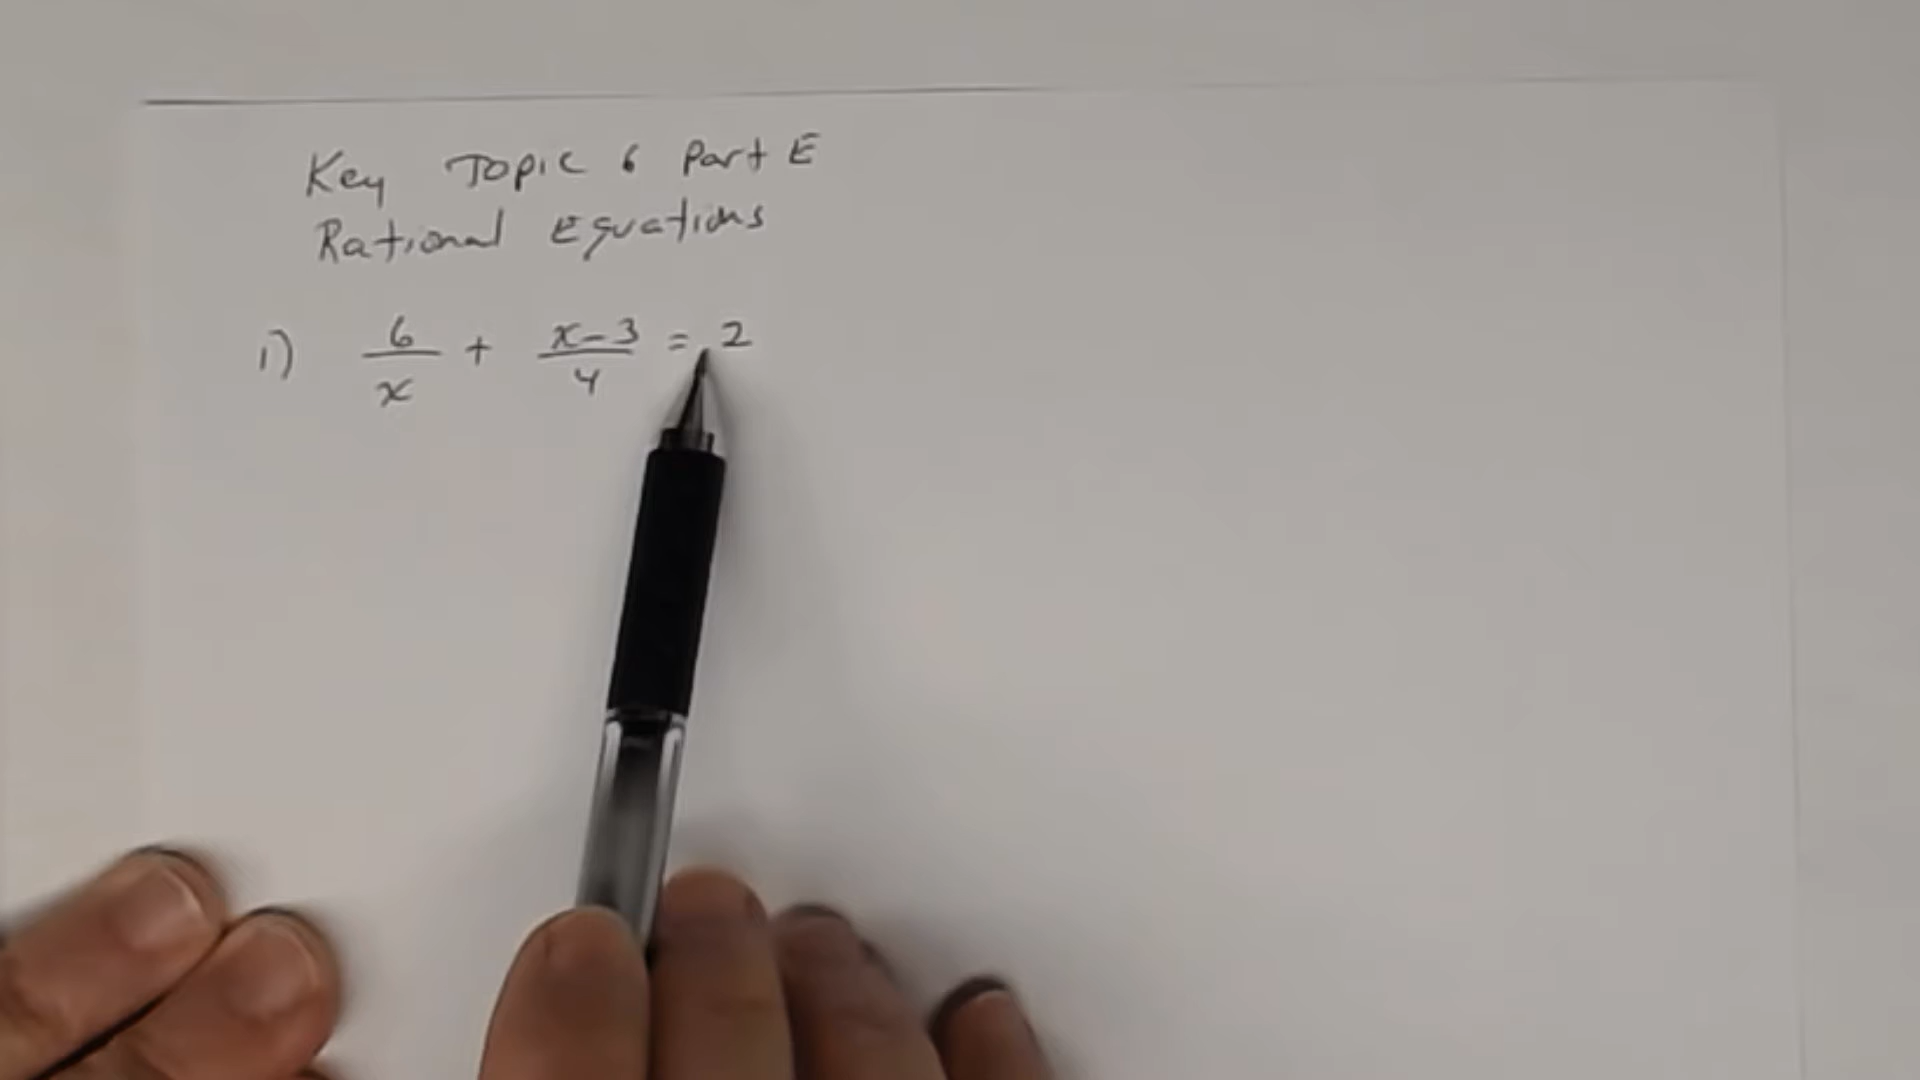 Key Topic 6 Part E
Rational Equations
1) 6/x + x-3/4 = 2